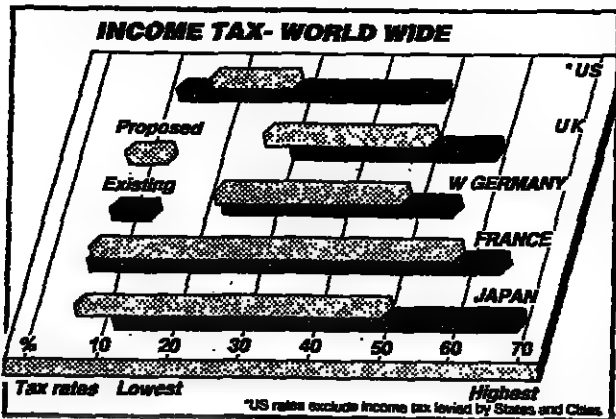 INCOME TAX- WORLD WIDE
*US
Proposed
UK
Existing
W GERMANY
FRANCE
JAPAN
% 10 20 30 40 50 60 70
Tax rates Lowest Highest
*US rates exclude income tax levied by States and Cities